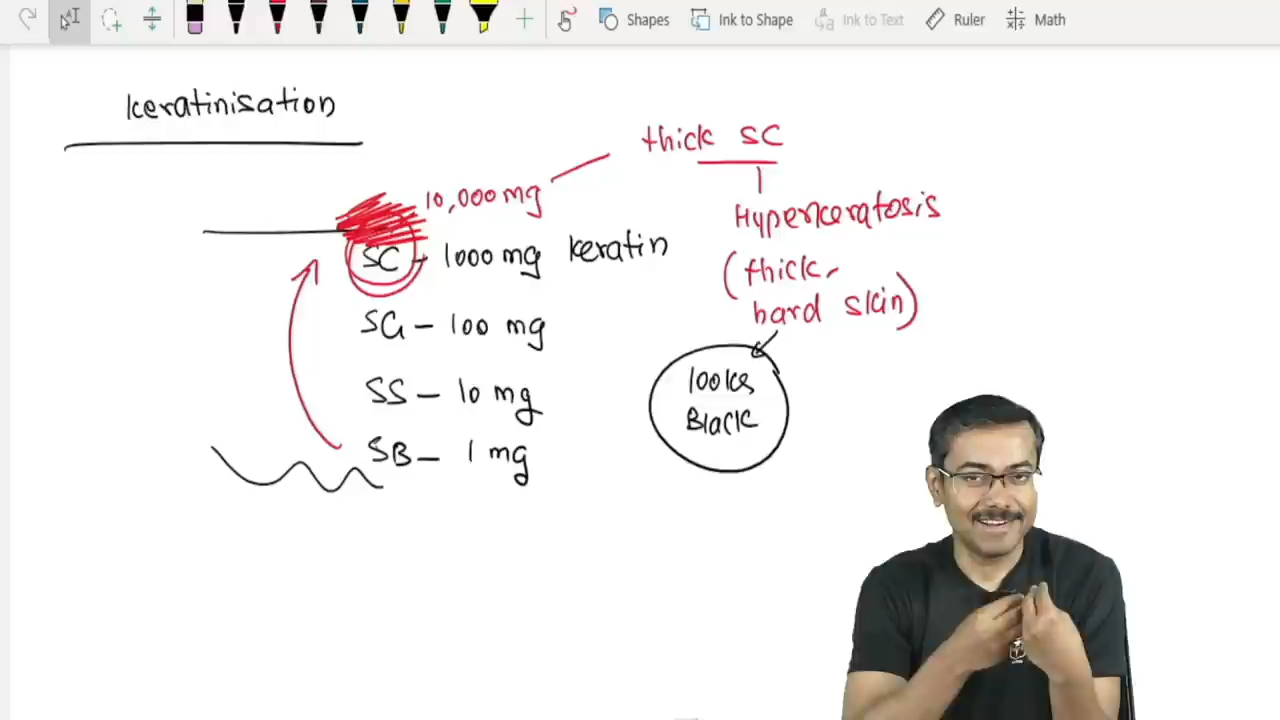 Shapes
Ink to Shape
Ink to Text
Ruler
Math
keratinisation
thick SC
10,000 mg
Hyperkeratosis
SC - 1000 mg keratin
(thick,
hard skin)
SG - 100 mg
looks
Black
SS - 10 mg
SB - 1 mg